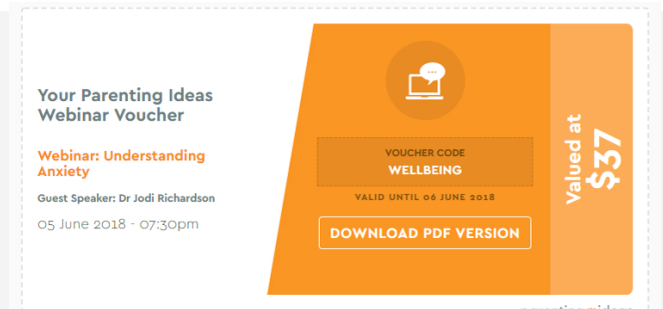 Your Parenting Ideas
Webinar Voucher
Webinar: Understanding
Anxiety
Guest Speaker: Dr Jodi Richardson
05 June 2018 - 07:30pm
VOUCHER CODE
WELLBEING
VALID UNTIL 06 JUNE 2018
DOWNLOAD PDF VERSION
Valued at
$37